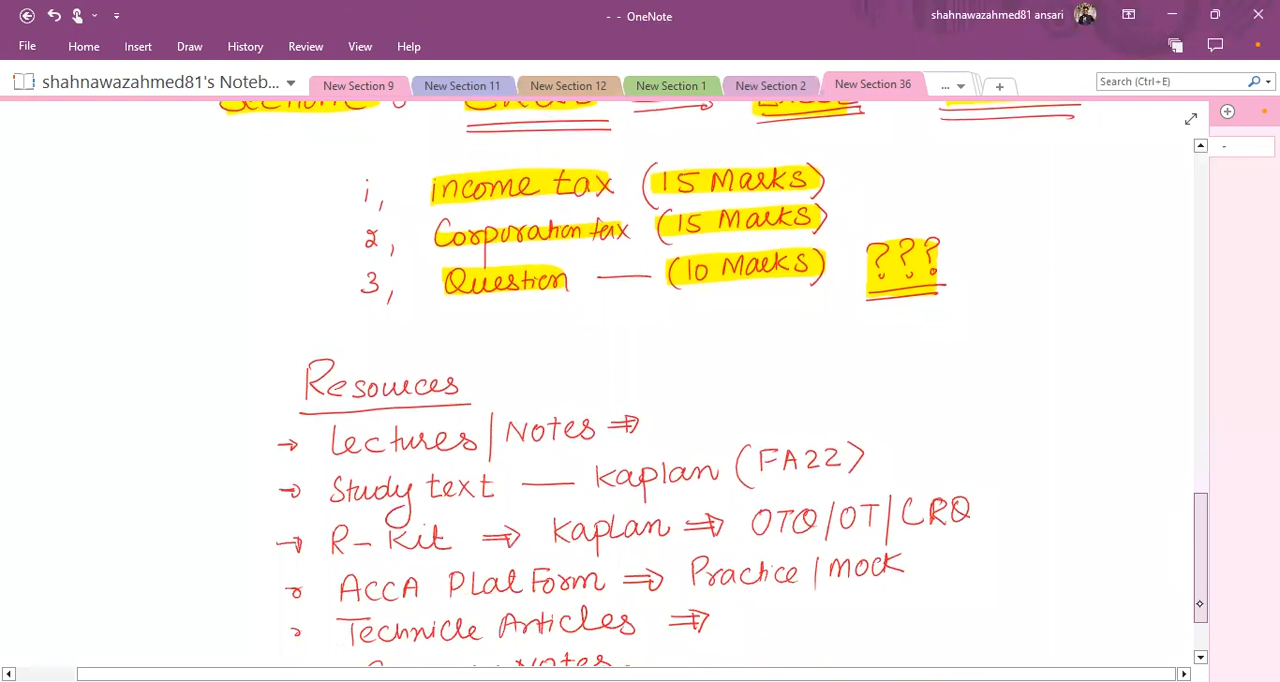 - - OneNote
shahnawazahmed81 ansari
File Home Insert Draw History Review View Help
shahnawazahmed81's Noteb... New Section 9 New Section 11 New Section 12 New Section 1 New Section 2 New Section 36 ... + Search (Ctrl+E)
1, income tax (15 Marks)
2, Corporation tax (15 Marks)
3, Question — (10 Marks) ???
Resources
→ Lectures/Notes ⇒
→ Study text — Kaplan (FA22)
→ R-Kit ⇒ Kaplan ⇒ OTQ/OT/CRQ
ACCA PlatForm ⇒ Practice/mock
Technicle Articles ⇒
Notes